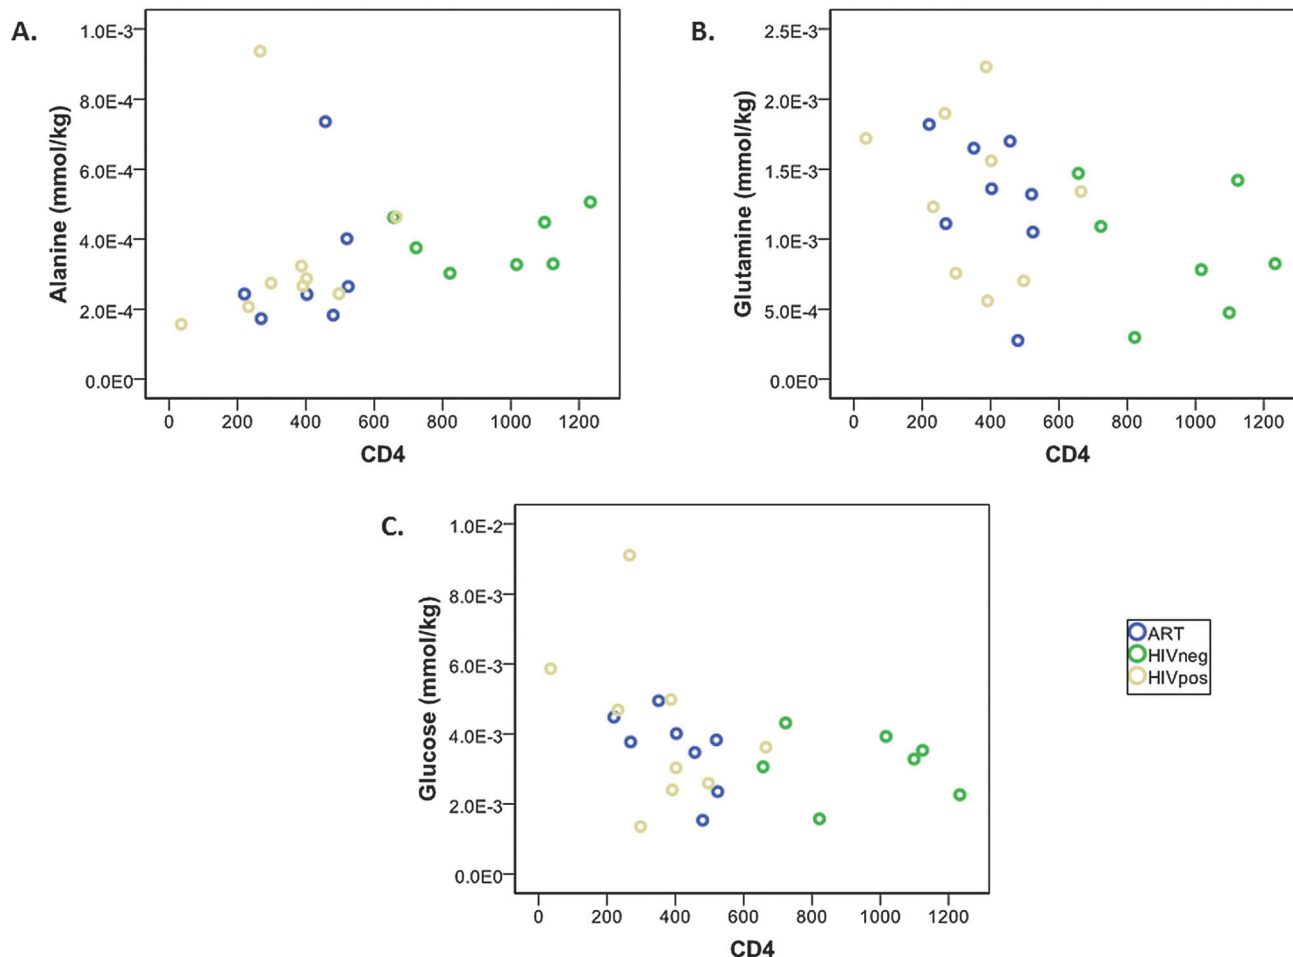 A.
Alanine (mmol/kg)
1.0E-3
8.0E-4
6.0E-4
4.0E-4
2.0E-4
0.0E0
0 200 400 600 800 1000 1200
CD4
B.
Glutamine (mmol/kg)
2.5E-3
2.0E-3
1.5E-3
1.0E-3
5.0E-4
0.0E0
0 200 400 600 800 1000 1200
CD4
C.
Glucose (mmol/kg)
1.0E-2
8.0E-3
6.0E-3
4.0E-3
2.0E-3
0.0E0
0 200 400 600 800 1000 1200
CD4
ART
HIVneg
HIVpos